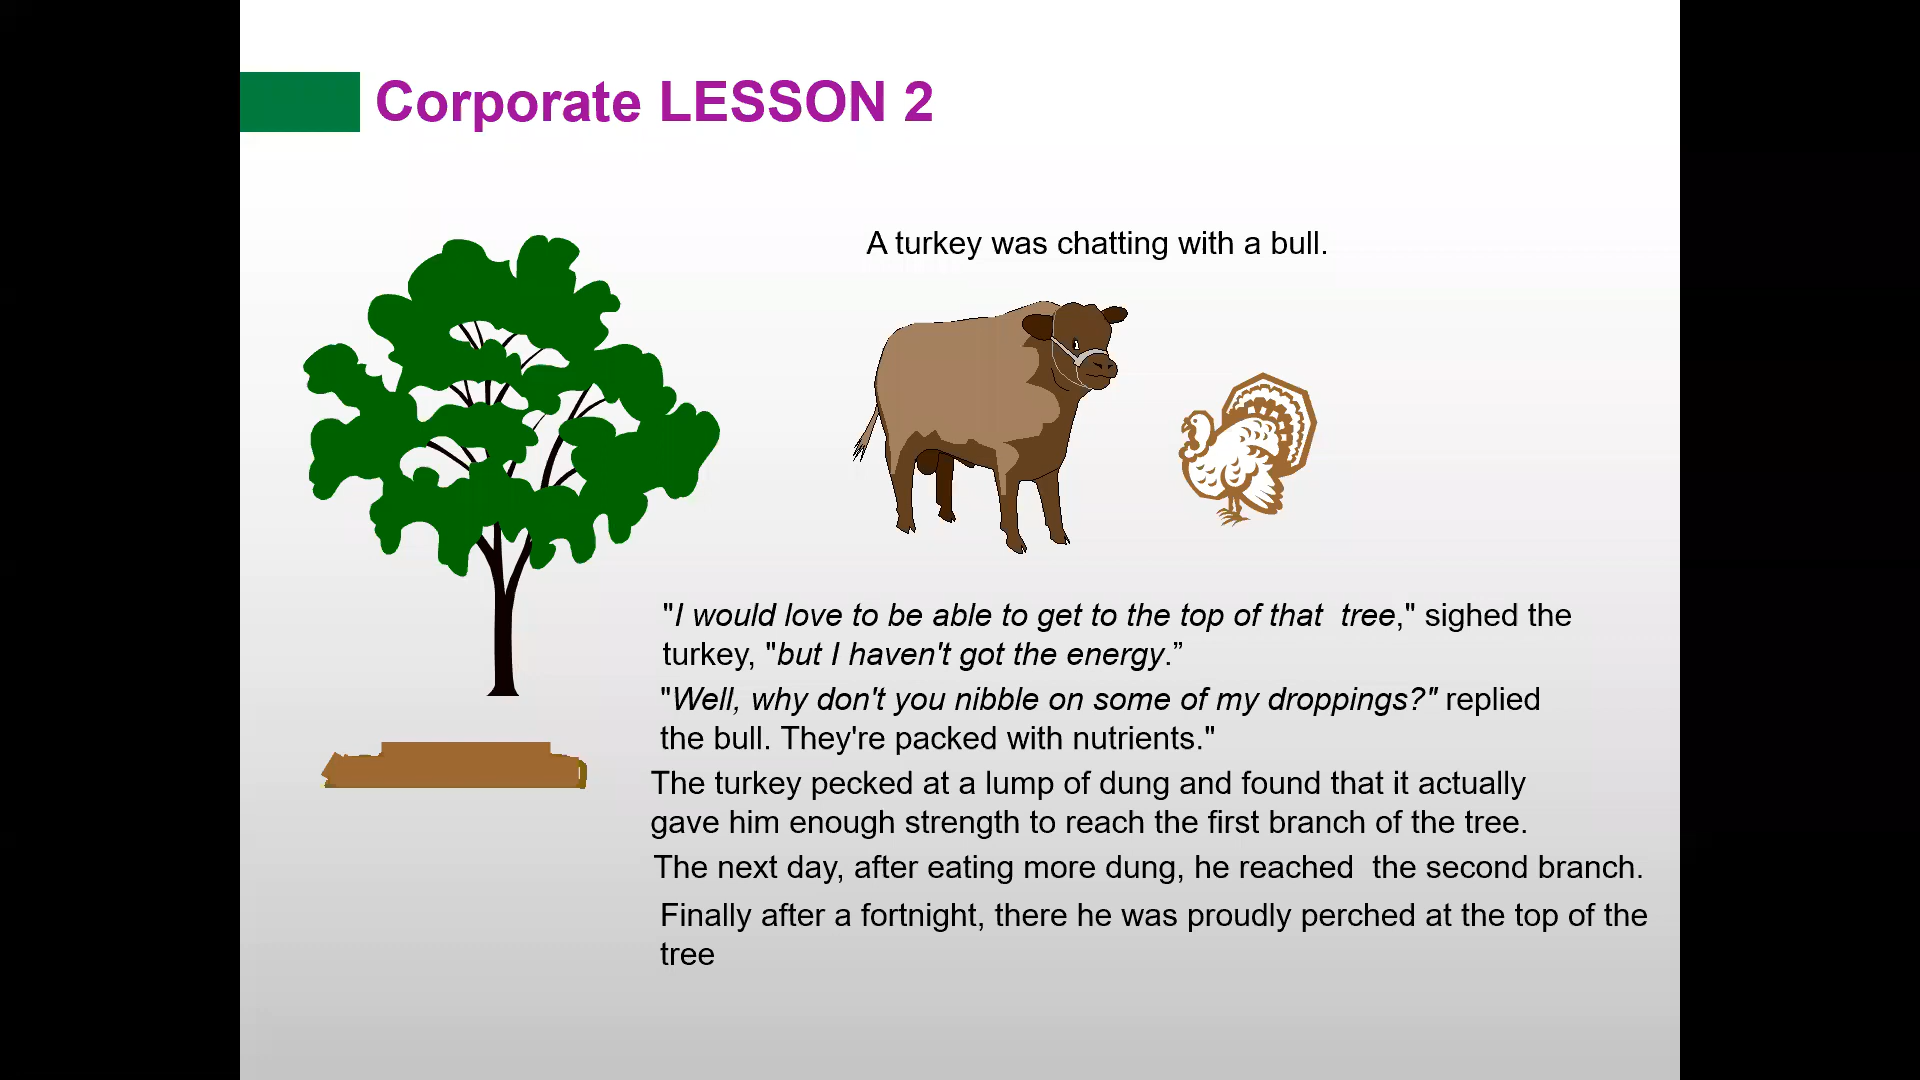 Corporate LESSON 2
A turkey was chatting with a bull.
"I would love to be able to get to the top of that  tree," sighed the
turkey, "but I haven't got the energy.”
"Well, why don't you nibble on some of my droppings?" replied
the bull. They're packed with nutrients."
The turkey pecked at a lump of dung and found that it actually
gave him enough strength to reach the first branch of the tree.
The next day, after eating more dung, he reached  the second branch.
Finally after a fortnight, there he was proudly perched at the top of the
tree